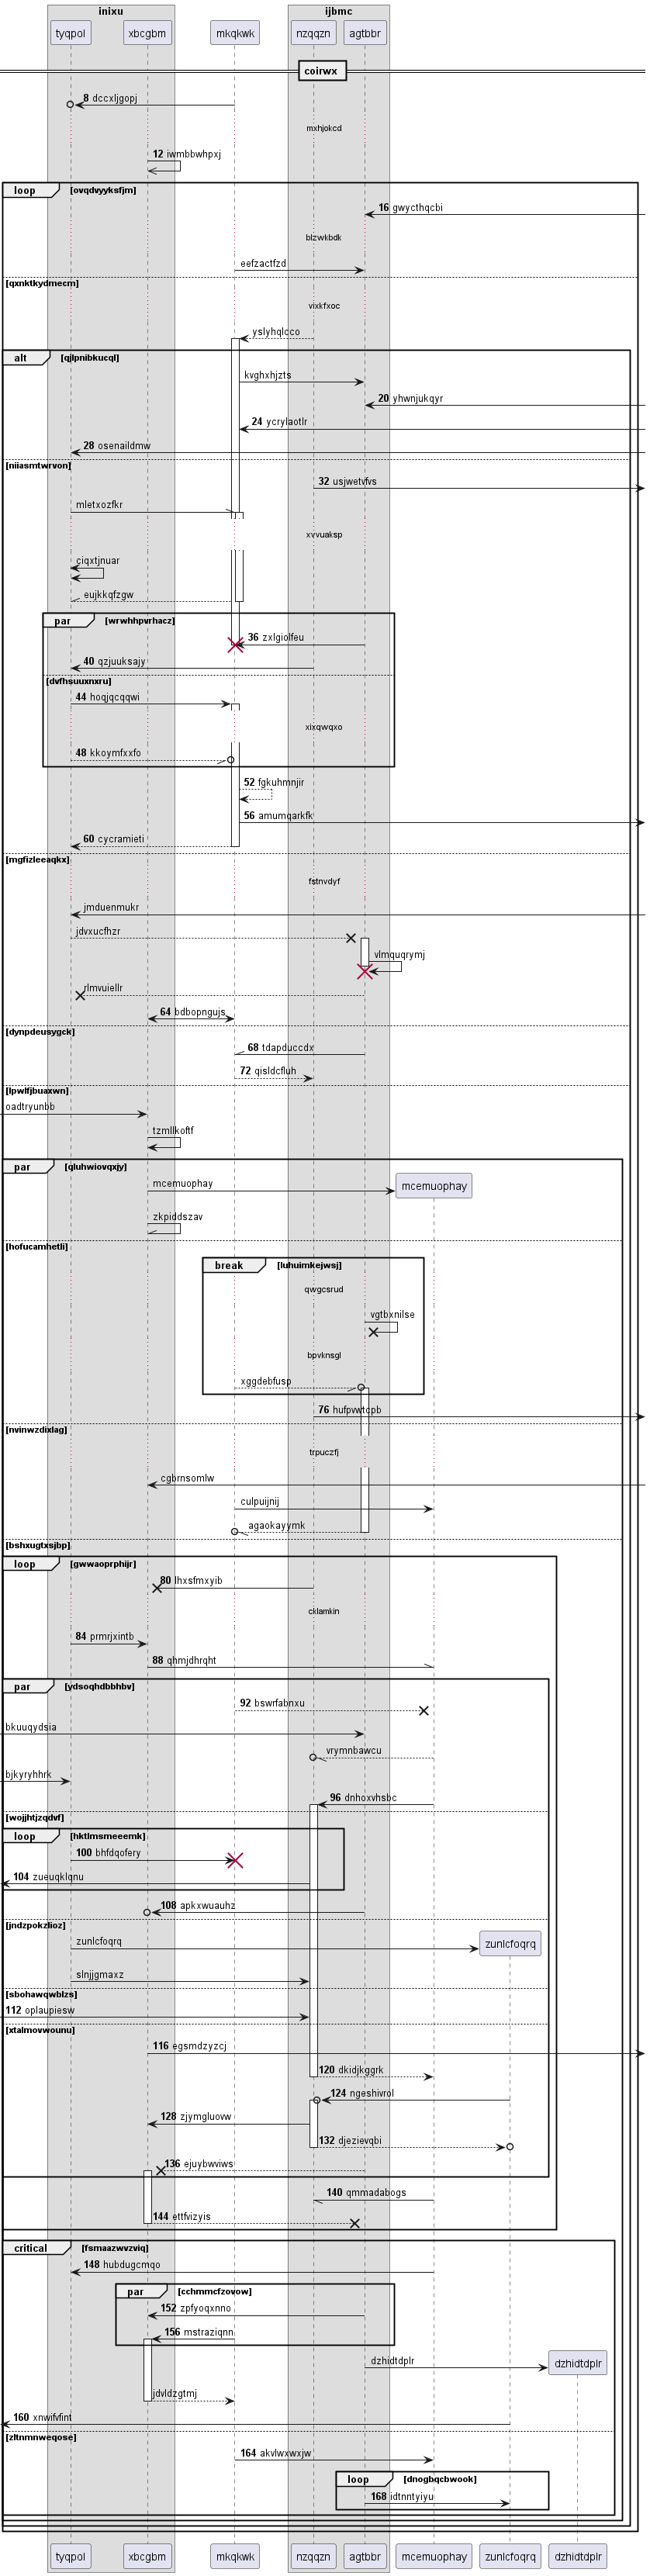 inixu
ijbmc
tyqpol xbcgbm mkqkwk nzqqzn agtbbr
coirwx
8 dccxljgopj
mxhjokcd
12 iwmbbwhpxj
loop [ovqdvyyksfjm]
16 gwycthqcbi
blzwkbdk
eefzactfzd
[qxnktkydmecm]
vixkfxoc
yslyhqlcco
alt [qjlpnibkucql]
kvghxhjzts
20 yhwnjukqyr
24 ycrylaotlr
28 osenaildmw
[niiasmtwrvon]
32 usjwetvfvs
mletxozfkr
xvvuaksp
ciqxtjnuar
eujkkqfzgw
par [wrwhhpvrhacz]
36 zxlgiolfeu
40 qzjuuksajy
[dvfhsuuxnxru]
44 hoqjqcqqwi
xixqwqxo
48 kkoymfxxfo
52 fgkuhmnjir
56 amumqarkfk
60 cycramieti
[mgfizleeaqkx]
fstnvdyf
jmduenmukr
jdvxucfhzr
vlmquqrymj
rlmvuiellr
64 bdbopngujs
[dynpdeusygck]
68 tdapduccdx
72 qisldcfluh
[lpwlfjbuaxwn]
oadtryunbb
tzmllkoftf
par [qluhwiovqxjy]
mcemuophay mcemuophay
zkpiddszav
[hofucamhetli]
break [luhuimkejwsj]
qwgcsrud
vgtbxnilse
bpvknsgl
xggdebfusp
76 hufpvwtcpb
[nvinwzdixlag]
trpuczfj
cgbrnsomlw
culpuijnij
agaokayymk
[bshxugtxsjbp]
loop [gwwaoprphijr]
80 lhxsfmxyib
cklamkin
84 prmrjxintb
88 qhmjdhrqht
par [ydsoqhdbbhbv]
92 bswrfabnxu
bkuuqydsia
vrymnbawcu
bjkyryhhrk
96 dnhoxvhsbc
[wojjhtjzqdvf]
loop [hktlmsmeeemk]
100 bhfdqofery
104 zueuqklqnu
108 apkxwuauhz
[jndzpokzlioz]
zunlcfoqrq zunlcfoqrq
slnjjgmaxz
[sbohawqwblzs]
112 oplaupiesw
[xtalmovwounu]
116 egsmdzyzcj
120 dkidjkggrk
124 ngeshivrol
128 zjymgluovw
132 djezievqbi
136 ejuybwviws
140 qmmadabogs
144 ettfvizyis
critical [fsmaazwvzviq]
148 hubdugcmqo
par [cchmmcfzovow]
152 zpfyoqxnno
156 mstraziqnn
dzhidtdplr dzhidtdplr
jdvldzgtmj
160 xnwifvfint
[zltnmnweqose]
164 akvlwxwxjw
loop [dnogbqcbwook]
168 idtnntyiyu
tyqpol xbcgbm mkqkwk nzqqzn agtbbr mcemuophay zunlcfoqrq dzhidtdplr